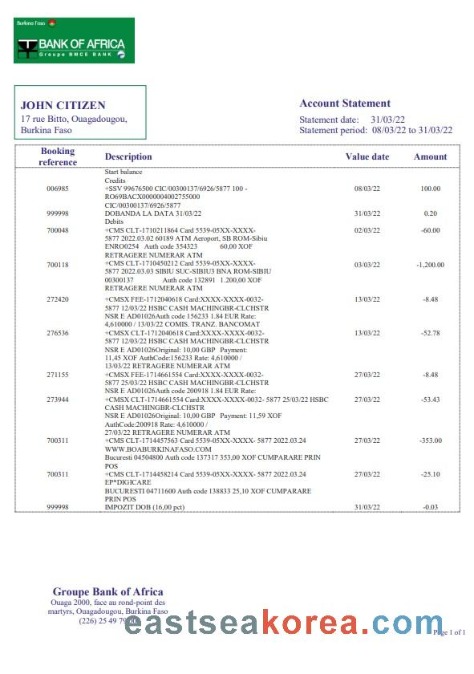 Burkina Faso
BANK OF AFRICA
Groupe BMCE BANK
JOHN CITIZEN
17 rue Bitto, Ouagadougou,
Burkina Faso
Account Statement
Statement date: 31/03/22
Statement period: 08/03/22 to 31/03/22
Booking reference Description Value date Amount
Start balance
Credits
006985 +SSV 99676500 CIC/00300137/6926/5877 100 - 08/03/22 100.00
RO69BACX0000004002755000
CIC/00300137/6926/5877
999998 DOBANDA LA DATA 31/03/22 31/03/22 0.20
Debits
700048 +CMS CLT-1710211864 Card 5539-05XX-XXXX- 02/03/22 -60.00
5877 2022.03.02 60189 ATM Aeroport, SB ROM-Sibiu
ENRO0254 Auth code 354323 60,00 XOF
RETRAGERE NUMERAR ATM
700118 +CMS CLT-1710450212 Card 5539-05XX-XXXX- 03/03/22 -1,200.00
5877 2022.03.03 SIBIU SUC-SIBIU3 BNA ROM-SIBIU
00300137 Auth code 132891 1.200,00 XOF
RETRAGERE NUMERAR ATM
272420 +CMSX FEE-1712040618 Card:XXXX-XXXX-0032- 13/03/22 -8.48
5877 12/03/22 HSBC CASH MACHINGBR-CLCHSTR
NSR E AD01026Auth code 156233 1.84 EUR Rate:
4,610000 / 13/03/22 COMIS. TRANZ. BANCOMAT
276536 +CMSX CLT-1712040618 Card:XXXX-XXXX-0032- 13/03/22 -52.78
5877 12/03/22 HSBC CASH MACHINGBR-CLCHSTR
NSR E AD01026Original: 10,00 GBP Payment:
11,45 XOF AuthCode:156233 Rate: 4,610000 /
13/03/22 RETRAGERE NUMERAR ATM
271155 +CMSX FEE-1714661554 Card:XXXX-XXXX-0032- 27/03/22 -8.48
5877 25/03/22 HSBC CASH MACHINGBR-CLCHSTR
NSR E AD01026Auth code 200918 1.84 EUR Rate:
273944 +CMSX CLT-1714661554 Card:XXXX-XXXX-0032- 5877 25/03/22 HSBC 27/03/22 -53.43
CASH MACHINGBR-CLCHSTR
NSR E AD01026Original: 10,00 GBP Payment: 11,59 XOF
AuthCode:200918 Rate: 4,610000 /
27/03/22 RETRAGERE NUMERAR ATM
700311 +CMS CLT-1714457563 Card 5539-05XX-XXXX- 5877 2022.03.24 27/03/22 -353.00
WWW.BOABURKINAFASO.COM
Bucuresti 04504800 Auth code 137317 353,00 XOF CUMPARARE PRIN
POS
700311 +CMS CLT-1714458214 Card 5539-05XX-XXXX- 5877 2022.03.24 27/03/22 -25.10
EP*DIGICARE
BUCURESTI 04711600 Auth code 138833 25,10 XOF CUMPARARE
PRIN POS
999998 IMPOZIT DOB (16,00 pct) 31/03/22 -0.03
Groupe Bank of Africa
Ouaga 2000, face au rond-point des
martyrs, Ouagadougou, Burkina Faso
(226) 25 49 79
eastseakorea.com
Page 1 of 1